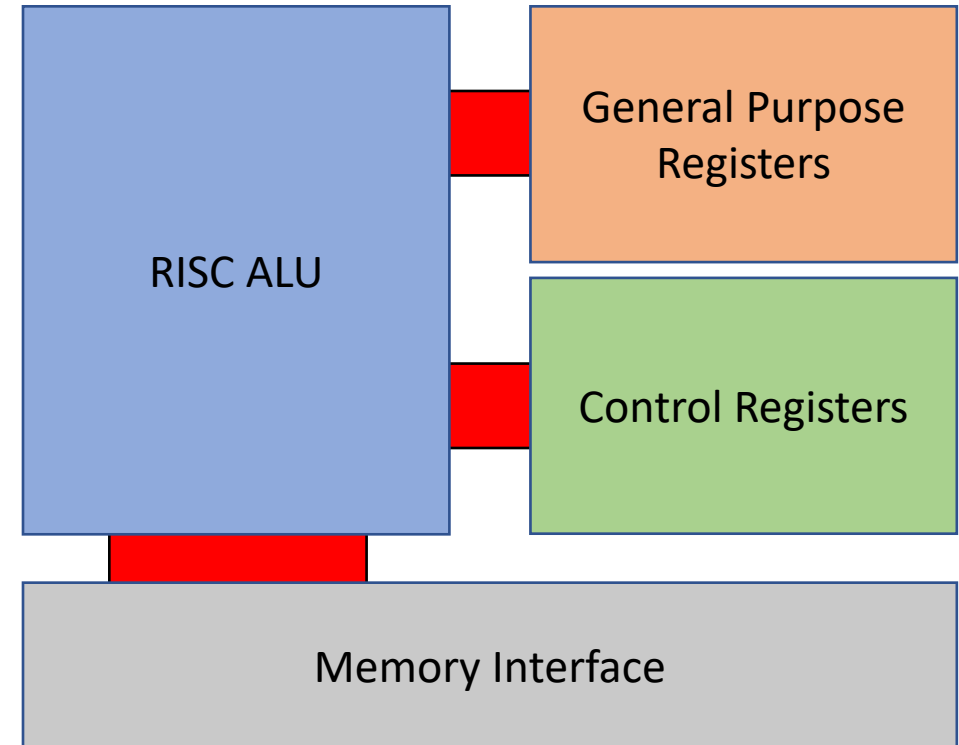 General Purpose
Registers
RISC ALU
Control Registers
Memory Interface